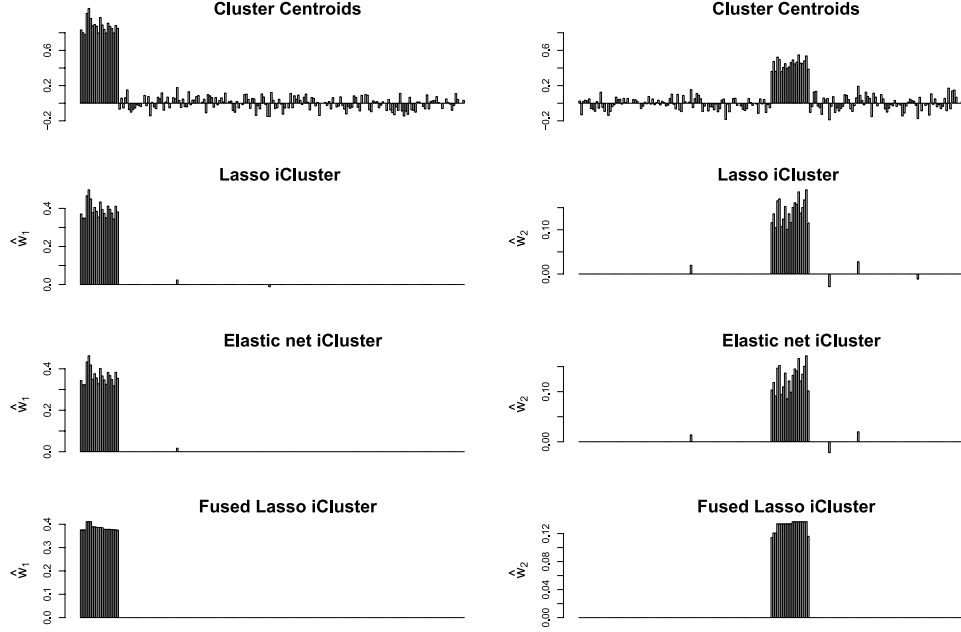 Cluster Centroids
0.6
0.2
−0.2
Cluster Centroids
0.6
0.2
−0.2
Lasso iCluster
ŵ1
0.4
0.2
0.0
Lasso iCluster
ŵ2
0.10
0.00
Elastic net iCluster
ŵ1
0.4
0.2
0.0
Elastic net iCluster
ŵ2
0.10
0.00
Fused Lasso iCluster
ŵ1
0.4
0.3
0.2
0.1
0.0
Fused Lasso iCluster
ŵ2
0.12
0.08
0.04
0.00